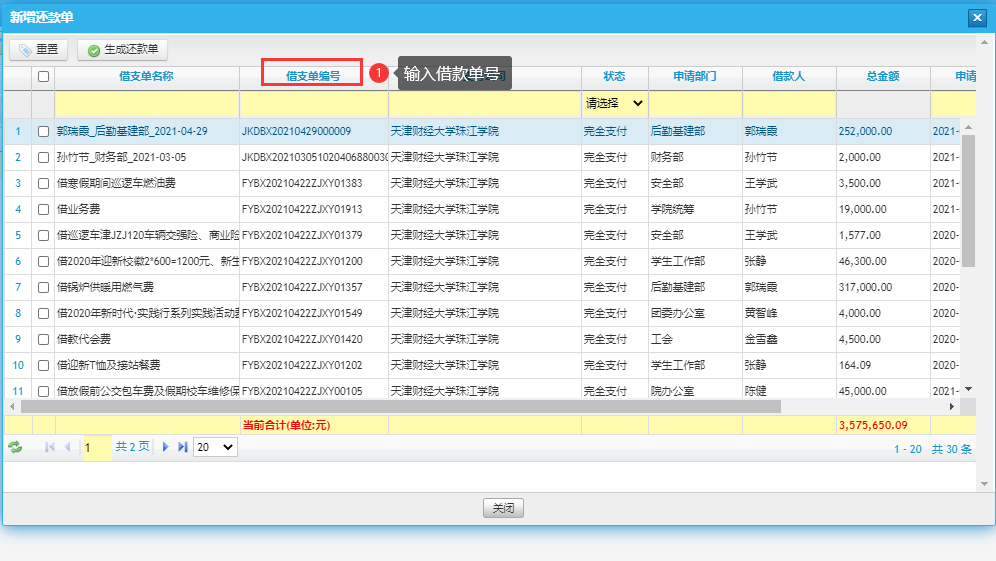 新增还款单
重置 生成还款单
借支单名称 借支单编号 1 输入借款单号 状态 申请部门 借款人 总金额 申请
请选择
1 郭瑞霞_后勤基建部_2021-04-29 JKDBX20210429000009 天津财经大学珠江学院 完全支付 后勤基建部 郭瑞霞 252,000.00 2021-
2 孙竹节_财务部_2021-03-05 JKDBX20210305102040688003 天津财经大学珠江学院 完全支付 财务部 孙竹节 2,000.00 2021-
3 借寒假期间巡逻车燃油费 FYBX20210422ZJXY01383 天津财经大学珠江学院 完全支付 安全部 王学武 3,500.00 2021-
4 借业务费 FYBX20210422ZJXY01913 天津财经大学珠江学院 完全支付 学院统筹 孙竹节 19,000.00 2021-
5 借巡逻车津JZJ120车辆交强险、商业险 FYBX20210422ZJXY01379 天津财经大学珠江学院 完全支付 安全部 王学武 1,577.00 2020-
6 借2020年迎新校徽2*600=1200元、新生 FYBX20210422ZJXY01200 天津财经大学珠江学院 完全支付 学生工作部 张静 46,300.00 2020-
7 借锅炉供暖用燃气费 FYBX20210422ZJXY01357 天津财经大学珠江学院 完全支付 后勤基建部 郭瑞霞 317,000.00 2020-
8 借2020年新时代·实践行系列实践活动费 FYBX20210422ZJXY01549 天津财经大学珠江学院 完全支付 团委办公室 黄智峰 4,000.00 2020-
9 借教代会费 FYBX20210422ZJXY01420 天津财经大学珠江学院 完全支付 工会 金雪鑫 4,500.00 2020-
10 借迎新T恤及接站餐费 FYBX20210422ZJXY01202 天津财经大学珠江学院 完全支付 学生工作部 张静 164.09 2020-
11 借放假前公交包车费及假期校车维修保 FYBX20210422ZJXY00105 天津财经大学珠江学院 完全支付 院办公室 陈健 45,000.00 2021-
当前合计(单位:元) 3,575,650.09
1 共 2 页 20 1 - 20 共 30 条
关闭